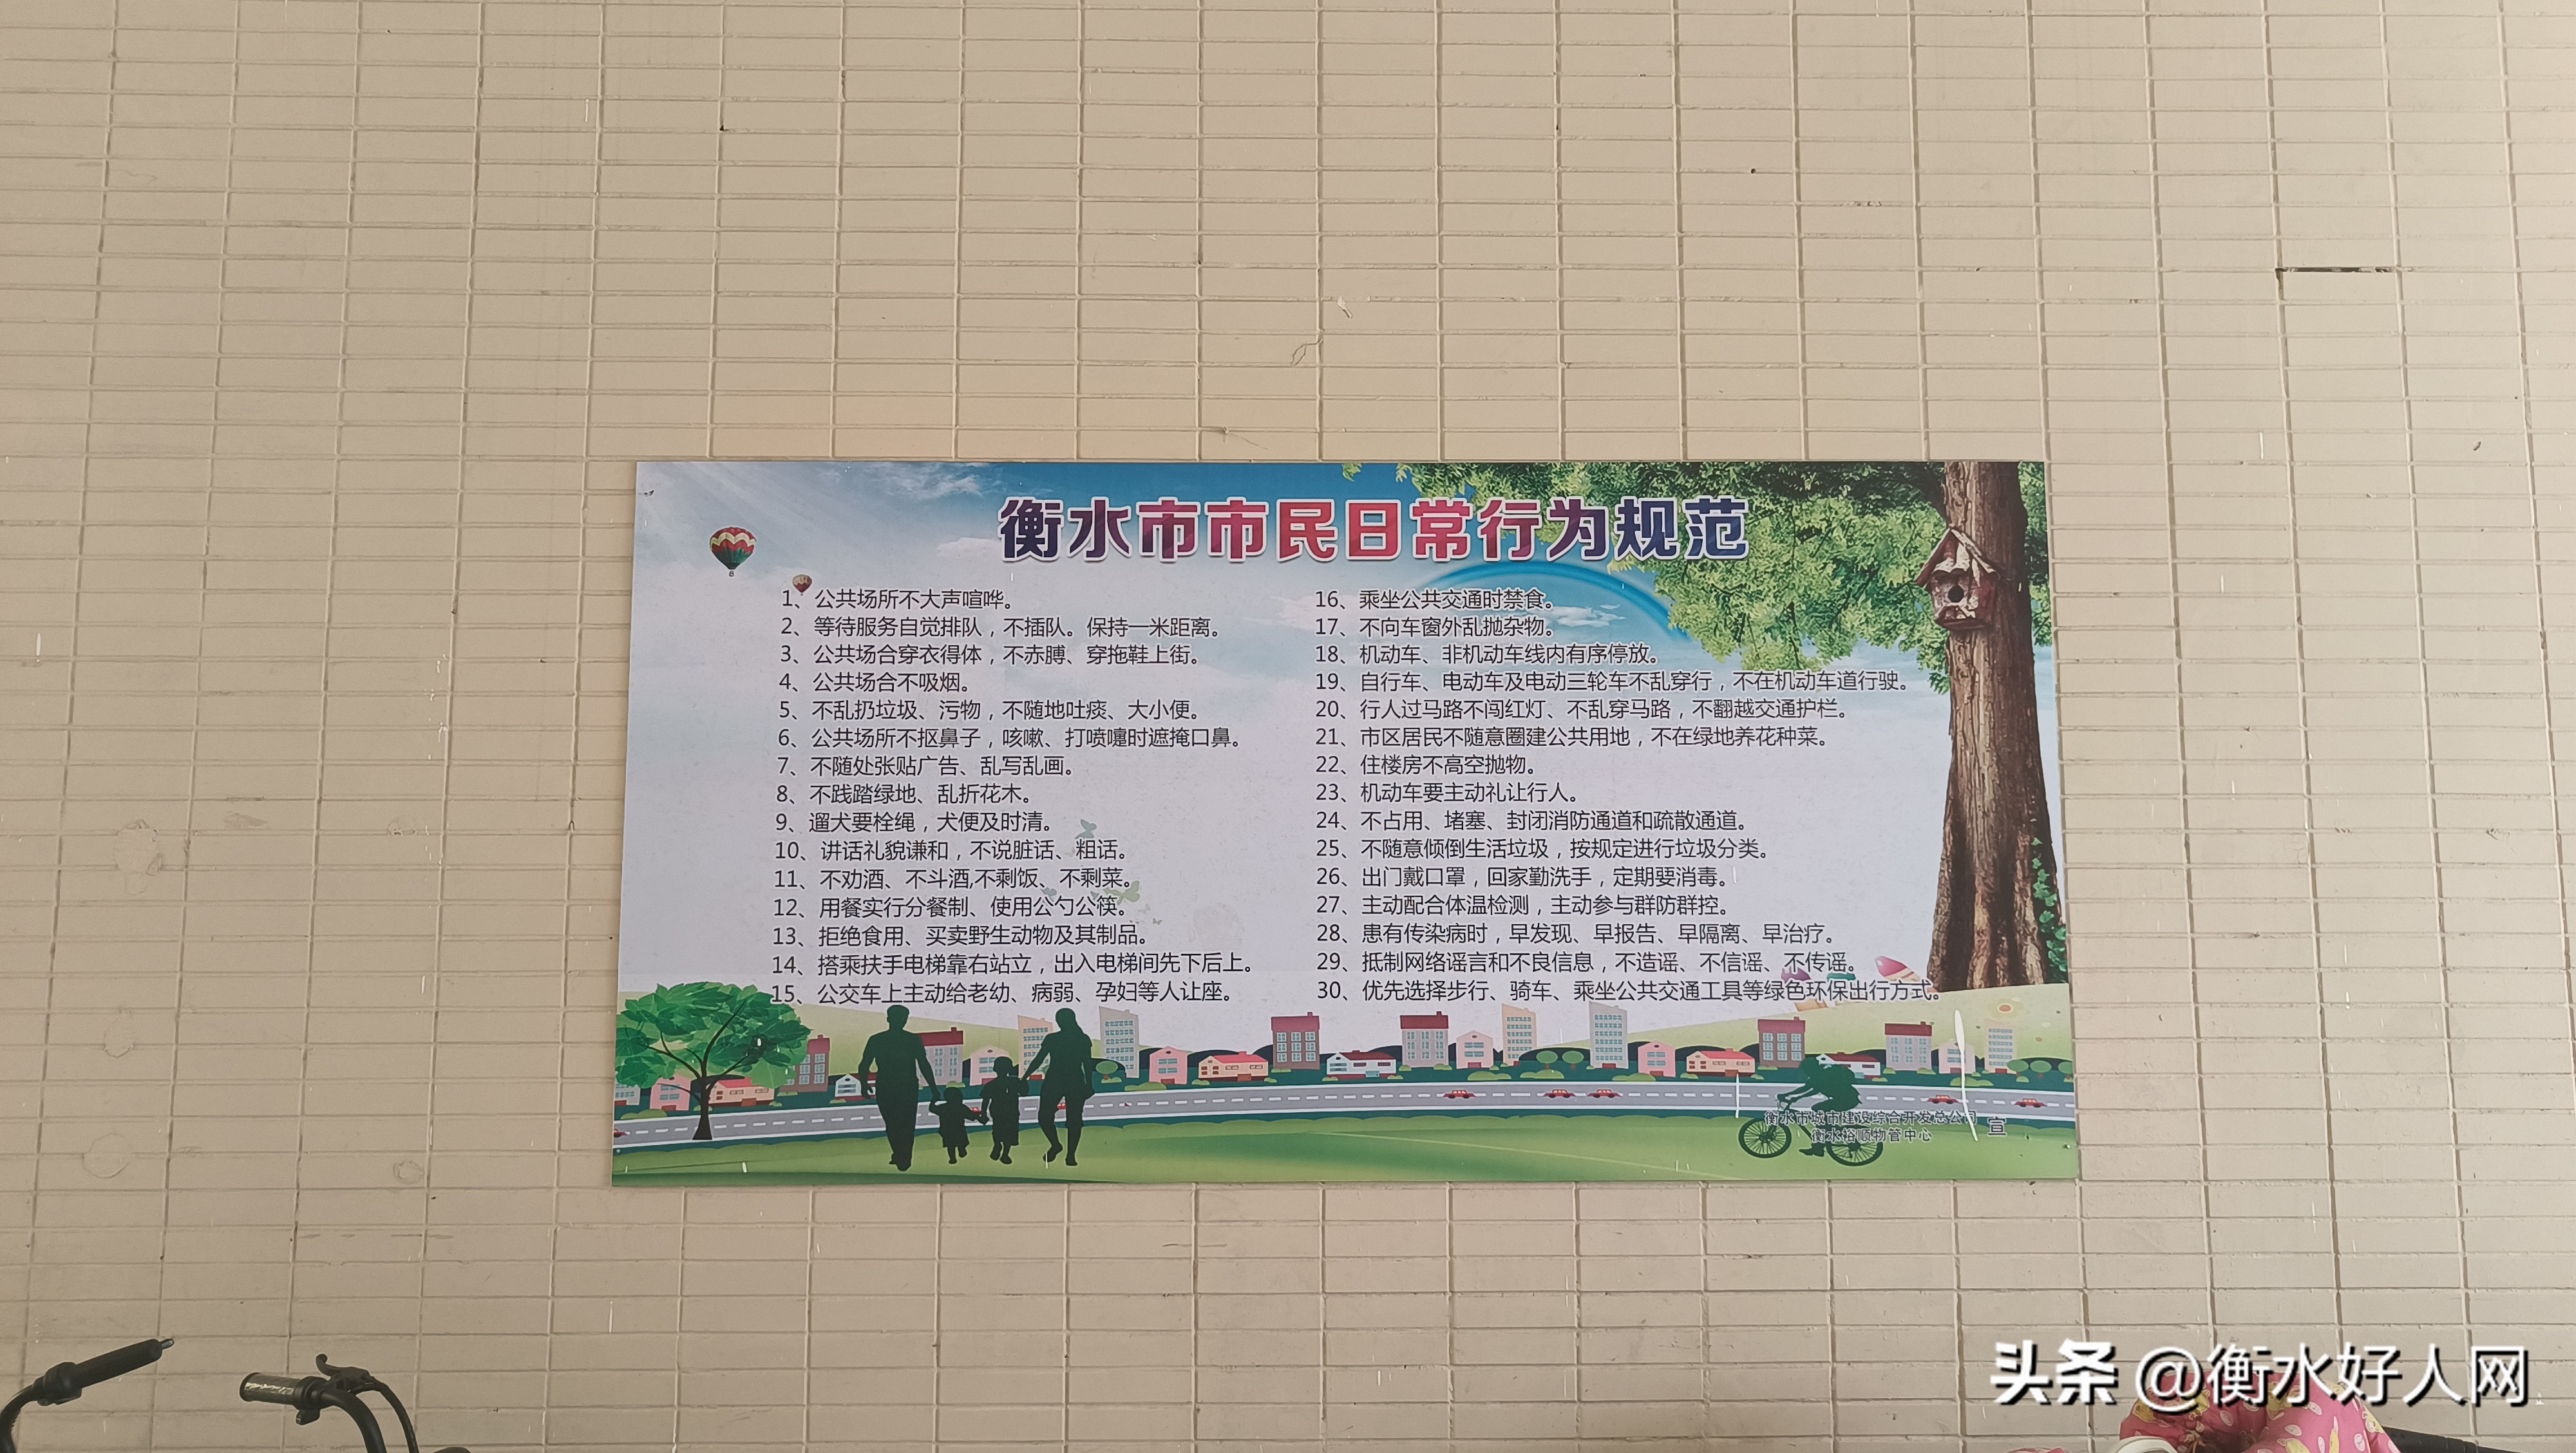 衡水市市民日常行为规范
1、公共场所不大声喧哗。
2、等待服务自觉排队，不插队。保持一米距离。
3、公共场合穿衣得体，不赤膊、穿拖鞋上街。
4、公共场合不吸烟。
5、不乱扔垃圾、污物，不随地吐痰、大小便。
6、公共场所不抠鼻子，咳嗽、打喷嚏时遮掩口鼻。
7、不随处张贴广告、乱写乱画。
8、不践踏绿地、乱折花木。
9、遛犬要栓绳，犬便及时清。
10、讲话礼貌谦和，不说脏话、粗话。
11、不劝酒、不斗酒,不剩饭、不剩菜。
12、用餐实行分餐制、使用公勺公筷。
13、拒绝食用、买卖野生动物及其制品。
14、搭乘扶手电梯靠右站立，出入电梯间先下后上。
15、公交车上主动给老幼、病弱、孕妇等人让座。
16、乘坐公共交通时禁食。
17、不向车窗外乱抛杂物。
18、机动车、非机动车线内有序停放。
19、自行车、电动车及电动三轮车不乱穿行，不在机动车道行驶。
20、行人过马路不闯红灯、不乱穿马路，不翻越交通护栏。
21、市区居民不随意圈建公共用地，不在绿地养花种菜。
22、住楼房不高空抛物。
23、机动车要主动礼让行人。
24、不占用、堵塞、封闭消防通道和疏散通道。
25、不随意倾倒生活垃圾，按规定进行垃圾分类。
26、出门戴口罩，回家勤洗手，定期要消毒。
27、主动配合体温检测，主动参与群防群控。
28、患有传染病时，早发现、早报告、早隔离、早治疗。
29、抵制网络谣言和不良信息，不造谣、不信谣、不传谣。
30、优先选择步行、骑车、乘坐公共交通工具等绿色环保出行方式。
衡水市城市建设综合开发总公司
衡水裕顺物管中心
宣
头条 @衡水好人网